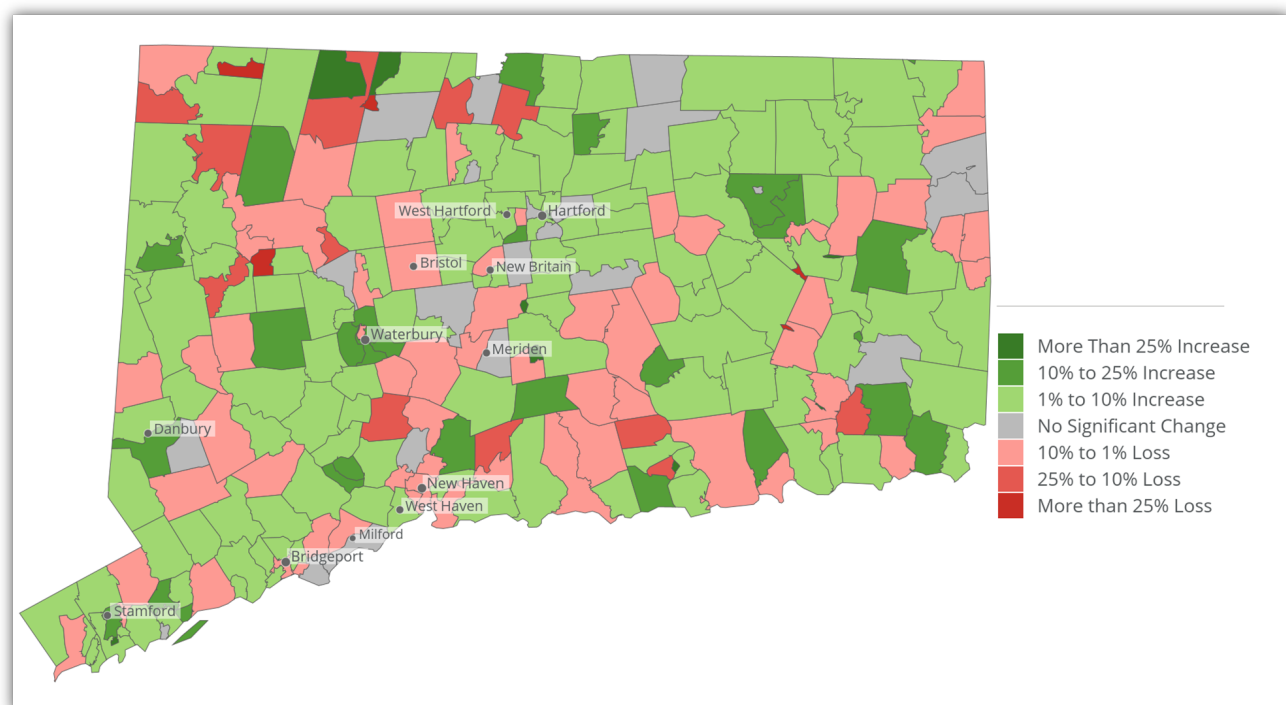 West Hartford
Hartford
Bristol
New Britain
Waterbury
Meriden
Danbury
New Haven
West Haven
Milford
Bridgeport
Stamford
More Than 25% Increase
10% to 25% Increase
1% to 10% Increase
No Significant Change
10% to 1% Loss
25% to 10% Loss
More than 25% Loss